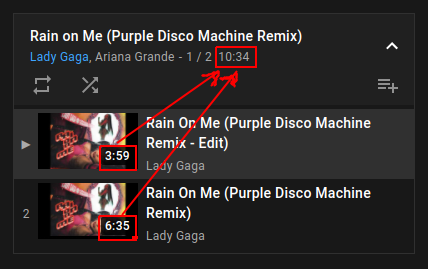 Rain on Me (Purple Disco Machine Remix)
Lady Gaga, Ariana Grande - 1 / 2 10:34
3:59
Rain On Me (Purple Disco Machine
Remix - Edit)
Lady Gaga
2
6:35
Rain On Me (Purple Disco Machine
Remix)
Lady Gaga